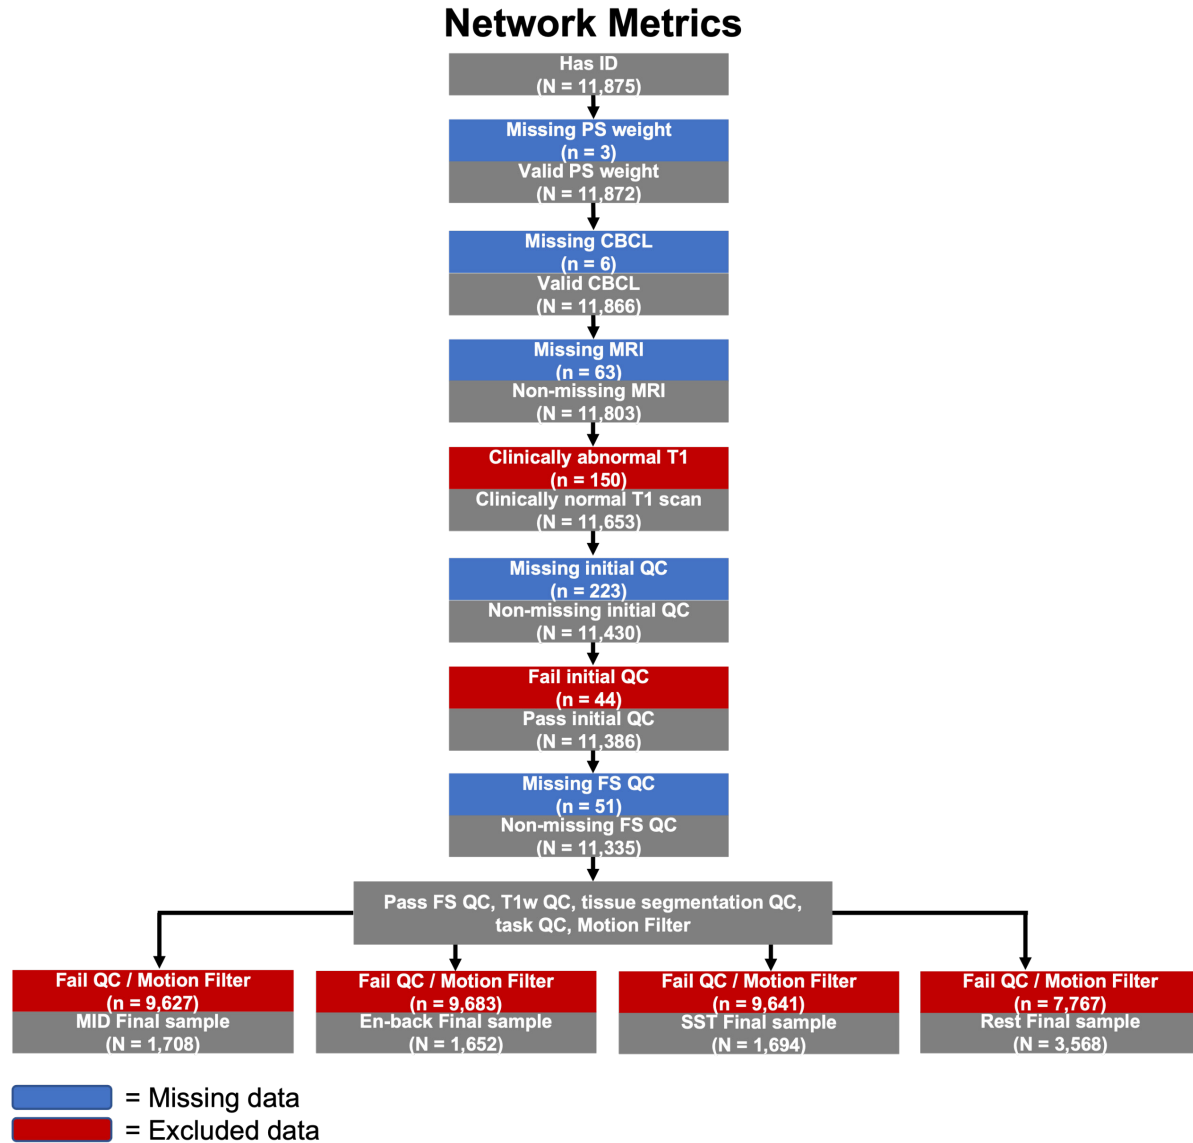 Network Metrics
Has ID
(N = 11,875)
Missing PS weight
(n = 3)
Valid PS weight
(N = 11,872)
Missing CBCL
(n = 6)
Valid CBCL
(N = 11,866)
Missing MRI
(n = 63)
Non-missing MRI
(N = 11,803)
Clinically abnormal T1
(n = 150)
Clinically normal T1 scan
(N = 11,653)
Missing initial QC
(n = 223)
Non-missing initial QC
(N = 11,430)
Fail initial QC
(n = 44)
Pass initial QC
(N = 11,386)
Missing FS QC
(n = 51)
Non-missing FS QC
(N = 11,335)
Pass FS QC, T1w QC, tissue segmentation QC,
task QC, Motion Filter
Fail QC / Motion Filter
(n = 9,627)
MID Final sample
(N = 1,708)
Fail QC / Motion Filter
(n = 9,683)
En-back Final sample
(N = 1,652)
Fail QC / Motion Filter
(n = 9,641)
SST Final sample
(N = 1,694)
Fail QC / Motion Filter
(n = 7,767)
Rest Final sample
(N = 3,568)
= Missing data
= Excluded data